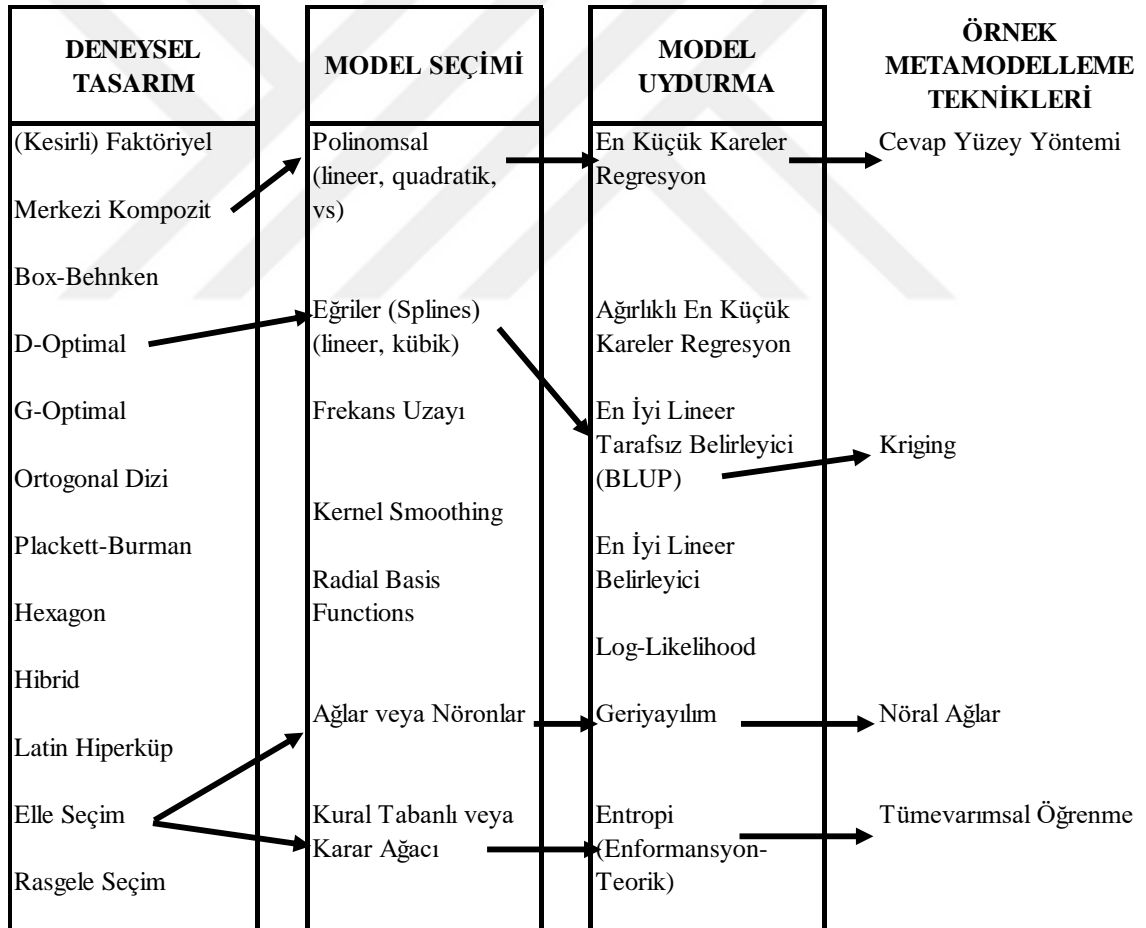 DENEYSEL
TASARIM
(Kesirli) Faktöriyel
Merkezi Kompozit
Box-Behnken
D-Optimal
G-Optimal
Ortogonal Dizi
Plackett-Burman
Hexagon
Hibrid
Latin Hiperküp
Elle Seçim
Rasgele Seçim
MODEL SEÇİMİ
Polinomsal
(lineer, quadratik,
vs)
Eğriler (Splines)
(lineer, kübik)
Frekans Uzayı
Kernel Smoothing
Radial Basis
Functions
Ağlar veya Nöronlar
Kural Tabanlı veya
Karar Ağacı
MODEL
UYDURMA
En Küçük Kareler
Regresyon
Ağırlıklı En Küçük
Kareler Regresyon
En İyi Lineer
Tarafsız Belirleyici
(BLUP)
En İyi Lineer
Belirleyici
Log-Likelihood
Geriyayılım
Entropi
(Enformansyon-
Teorik)
ÖRNEK
METAMODELLEME
TEKNİKLERİ
Cevap Yüzey Yöntemi
Kriging
Nöral Ağlar
Tümevarımsal Öğrenme